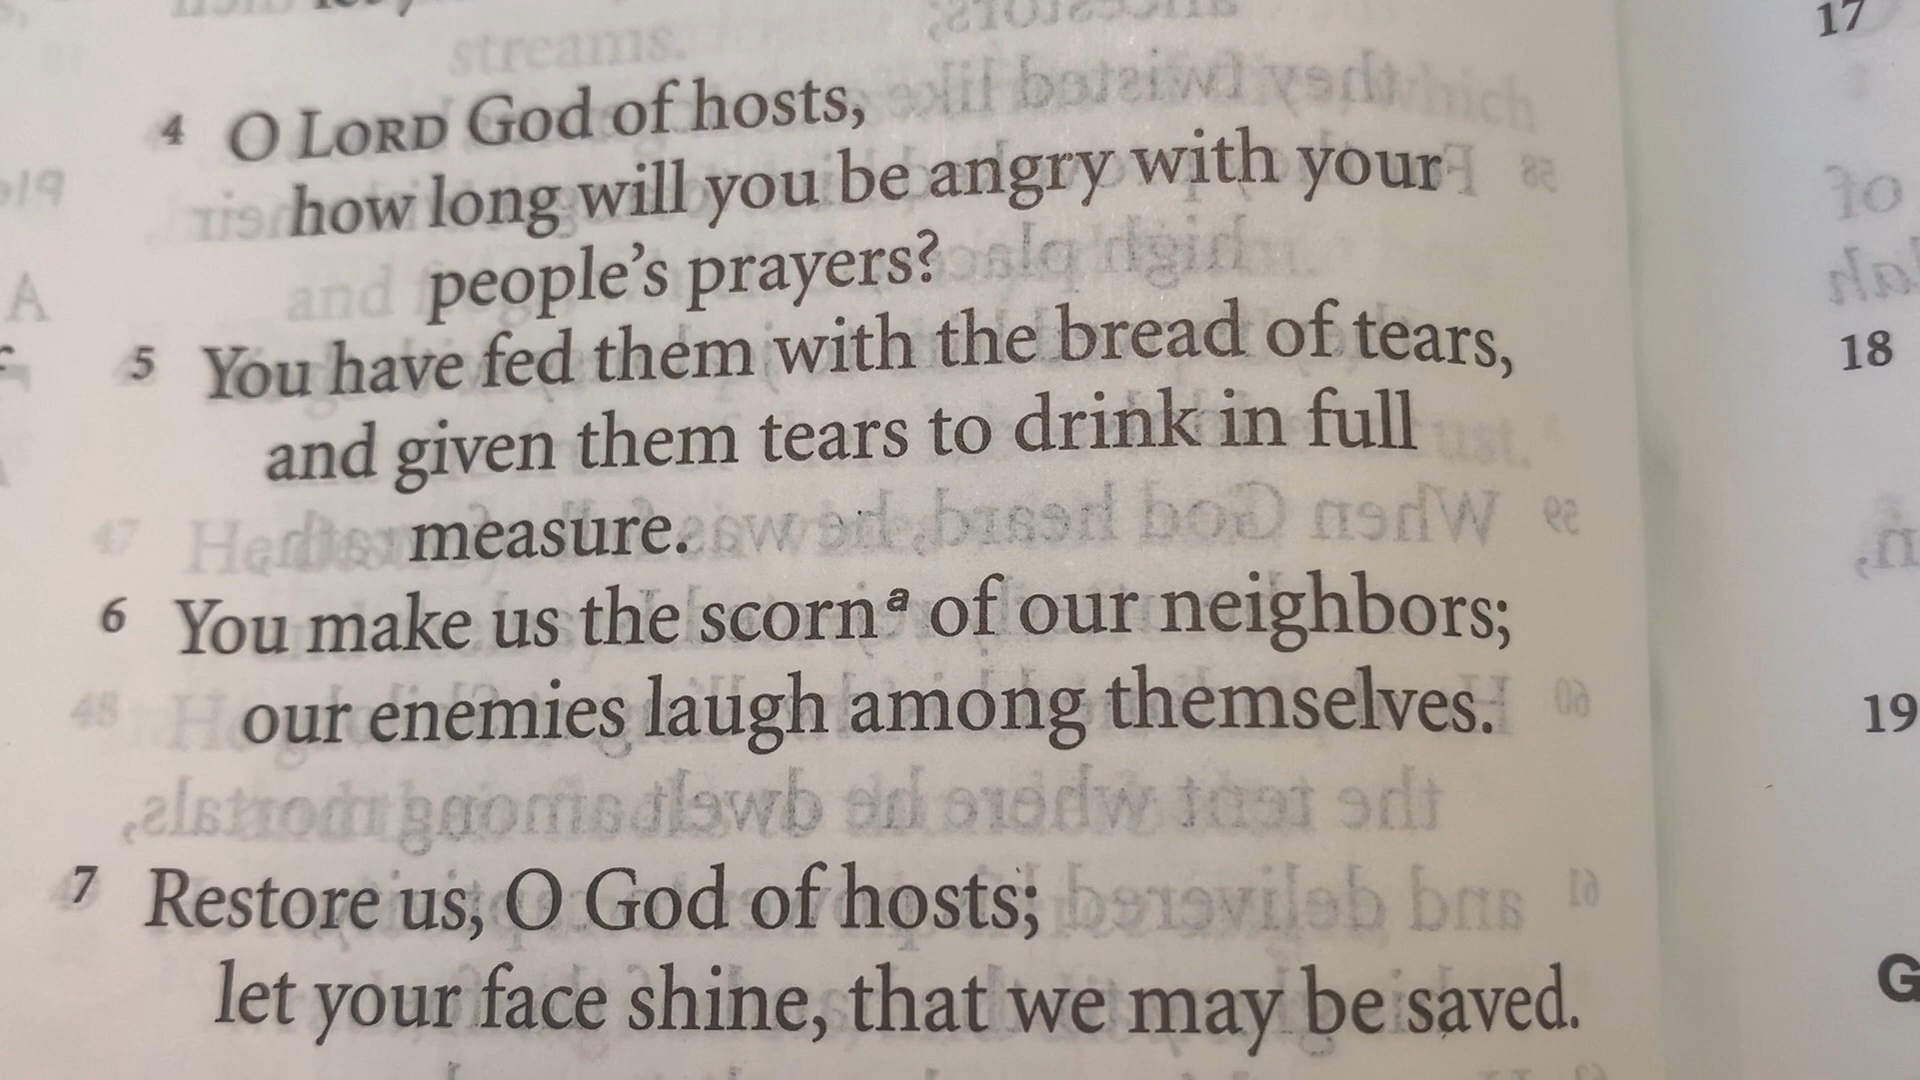 4 O LORD God of hosts,
how long will you be angry with your
people's prayers?
5 You have fed them with the bread of tears,
and given them tears to drink in full
measure.
6 You make us the scornᵃ of our neighbors;
our enemies laugh among themselves.
7 Restore us, O God of hosts;
let your face shine, that we may be saved.
17
18
19
G